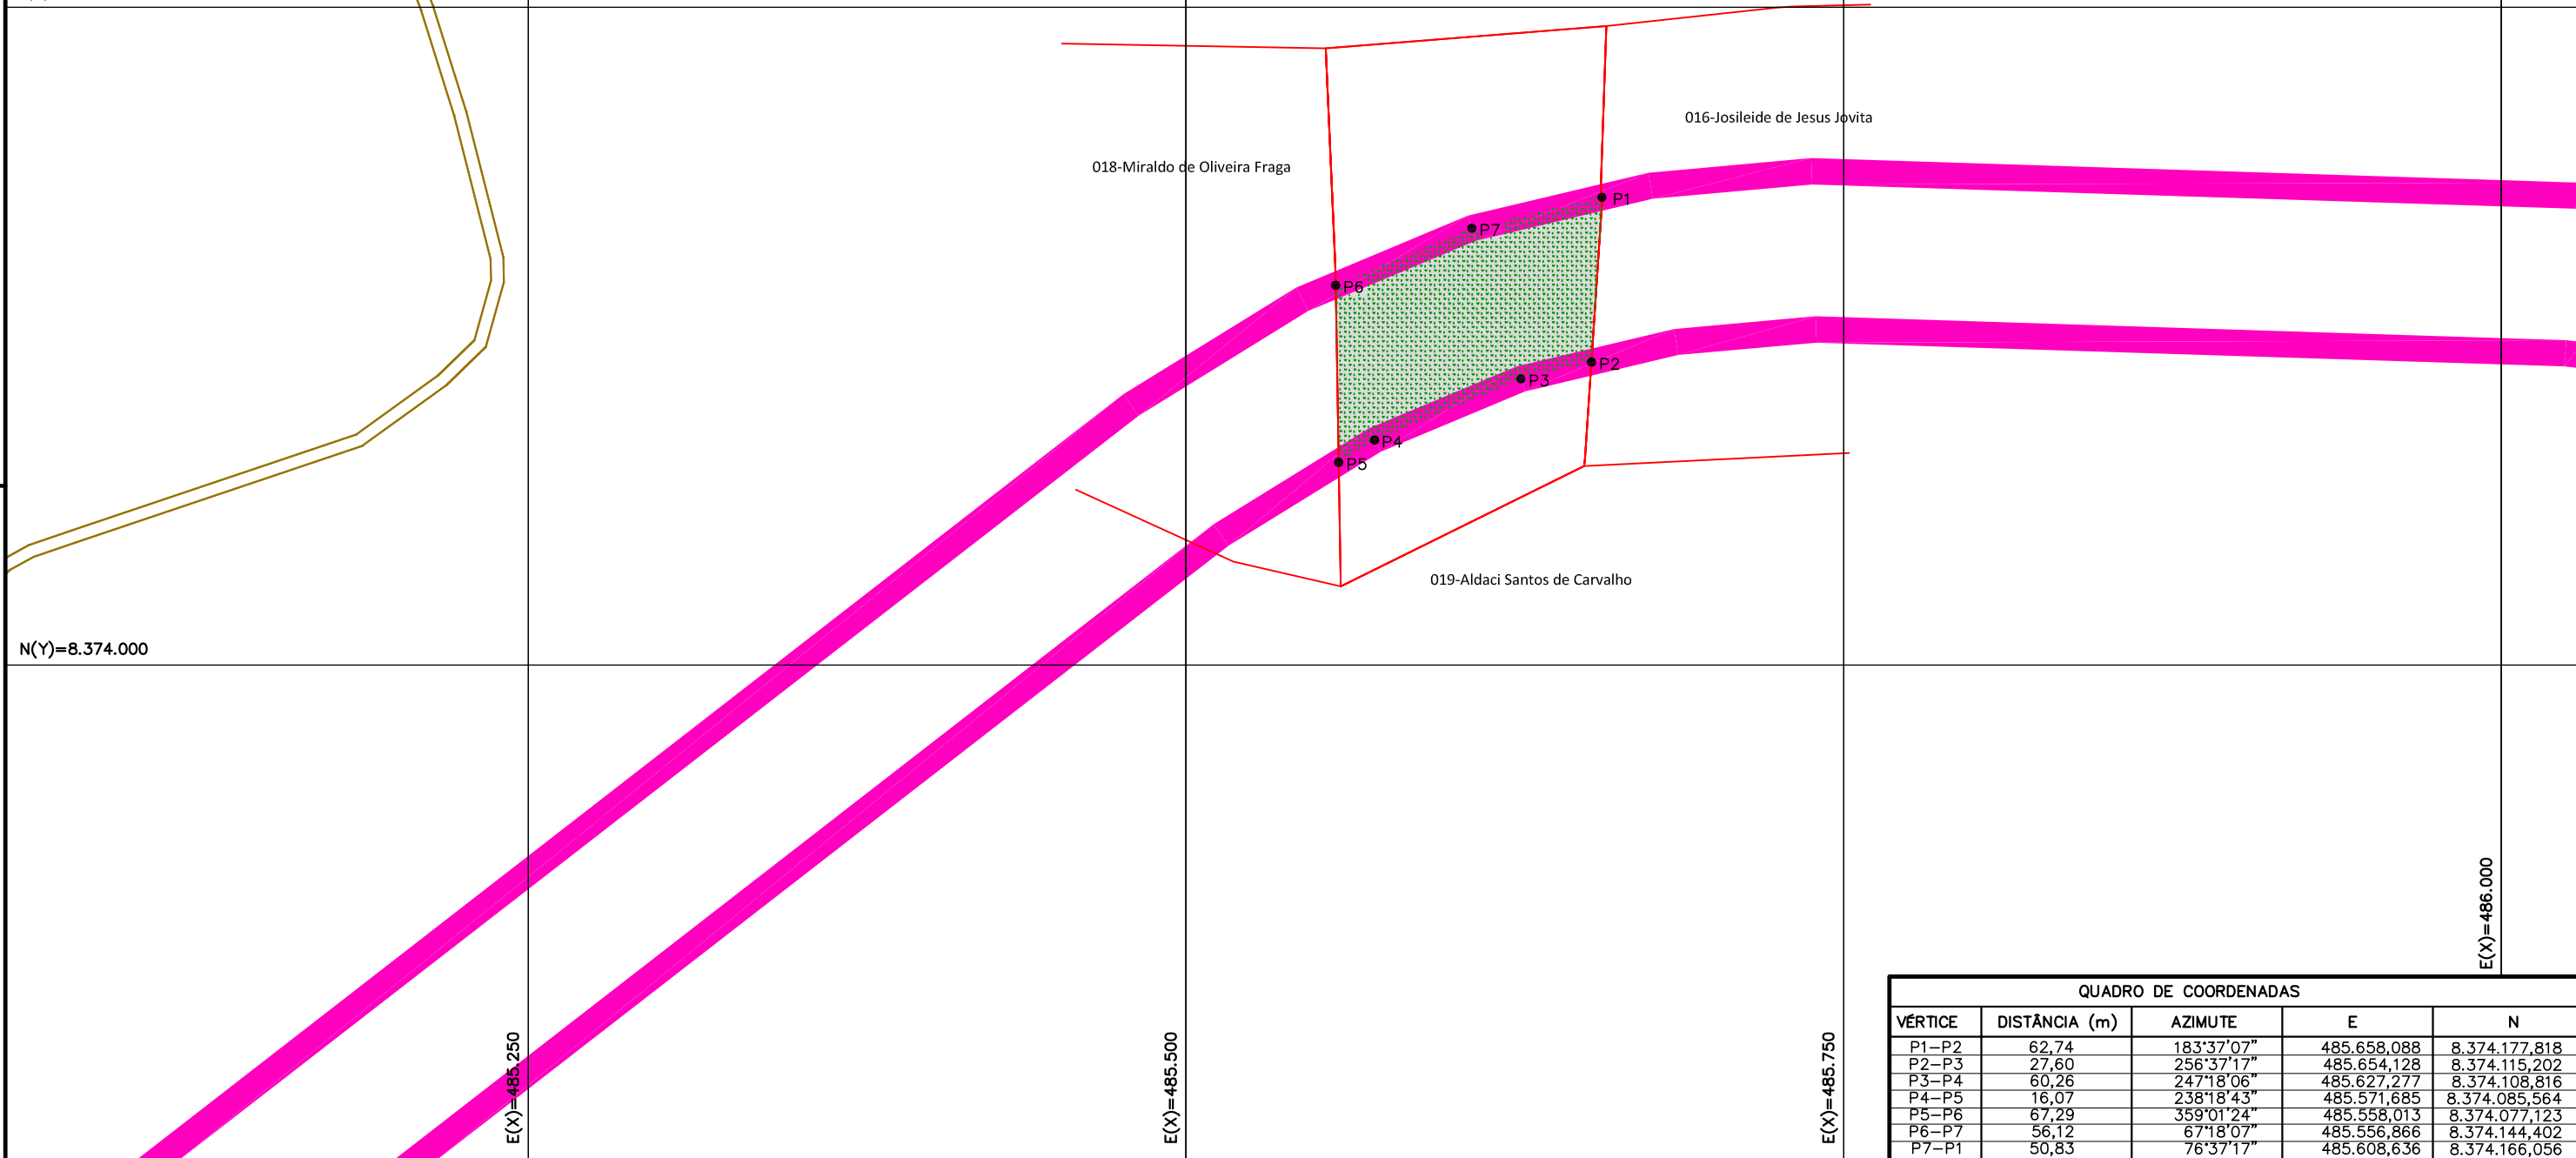 016-Josileide de Jesus Jovita
018-Miraldo de Oliveira Fraga
P1
P7
P6
P2
P3
P4
P5
019-Aldaci Santos de Carvalho
N(Y)=8.374.000
E(X)=485.250
E(X)=485.500
E(X)=485.750
E(X)=486.000
QUADRO DE COORDENADAS
VÉRTICE DISTÂNCIA (m) AZIMUTE E N
P1-P2 62,74 183°37'07" 485.658,088 8.374.177,818
P2-P3 27,60 256°37'17" 485.654,128 8.374.115,202
P3-P4 60,26 247°18'06" 485.627,277 8.374.108,816
P4-P5 16,07 238°18'43" 485.571,685 8.374.085,564
P5-P6 67,29 359°01'24" 485.558,013 8.374.077,123
P6-P7 56,12 67°18'07" 485.556,866 8.374.144,402
P7-P1 50,83 76°37'17" 485.608,636 8.374.166,056